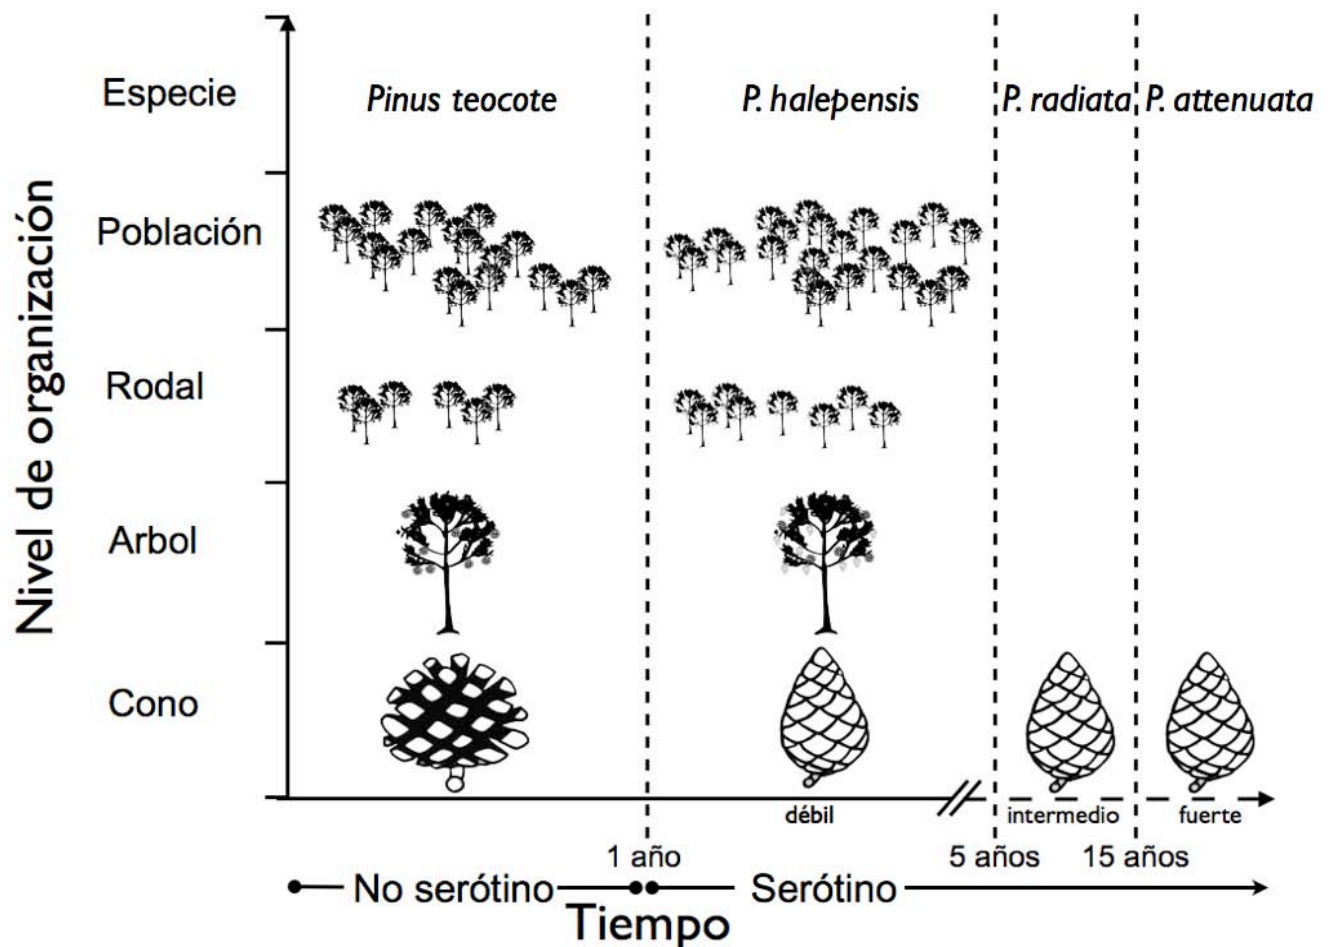 Nivel de organización
Especie
Pinus teocote
P. halepensis
P. radiata
P. attenuata
Población
Rodal
Arbol
Cono
débil
intermedio
fuerte
1 año
5 años
15 años
No serótino
Serótino
Tiempo